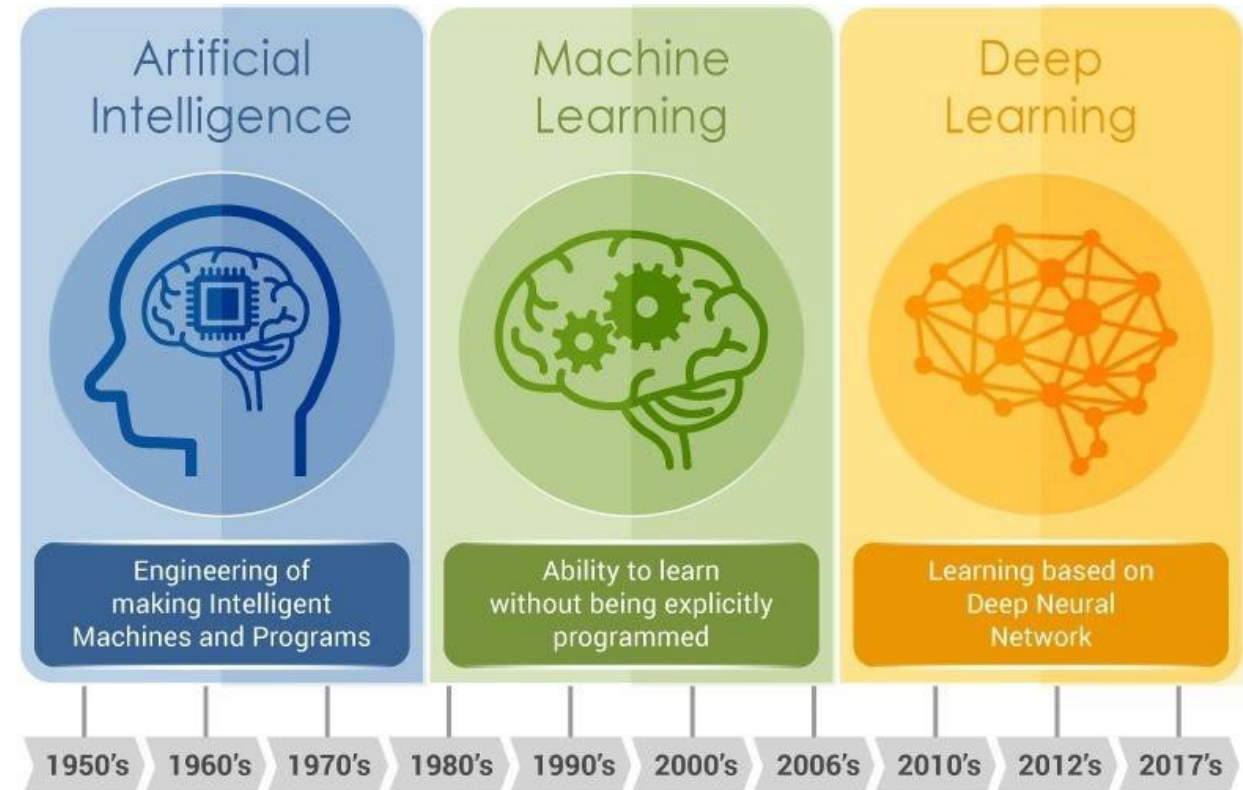 Artificial
Intelligence
Machine
Learning
Deep
Learning
Engineering of
making Intelligent
Machines and Programs
Ability to learn
without being explicitly
programmed
Learning based on
Deep Neural
Network
1950's 1960's 1970's 1980's 1990's 2000's 2006's 2010's 2012's 2017's